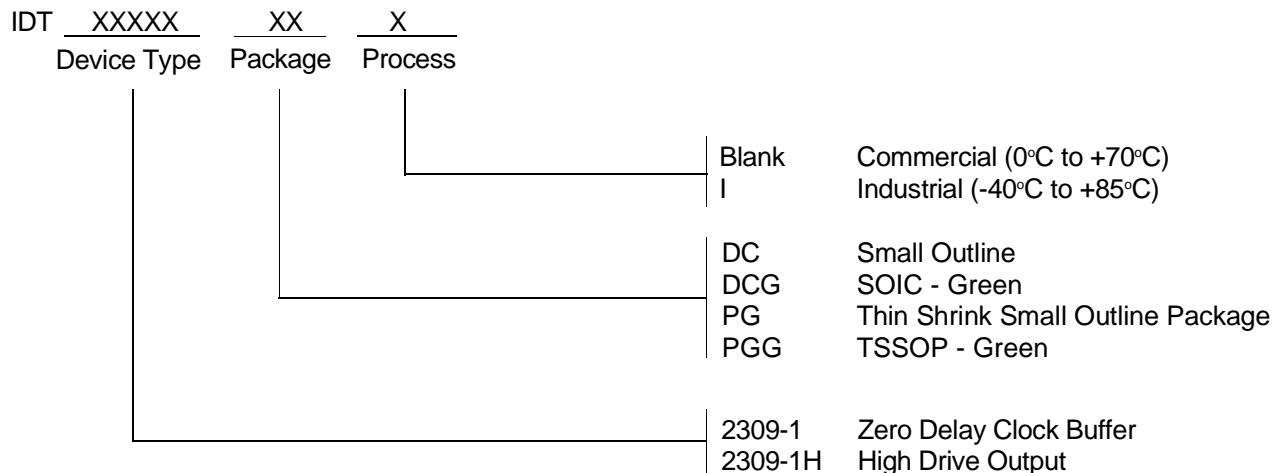 IDT XXXXX XX X
Device Type Package Process
Blank Commercial (0°C to +70°C)
I Industrial (-40°C to +85°C)
DC Small Outline
DCG SOIC - Green
PG Thin Shrink Small Outline Package
PGG TSSOP - Green
2309-1 Zero Delay Clock Buffer
2309-1H High Drive Output